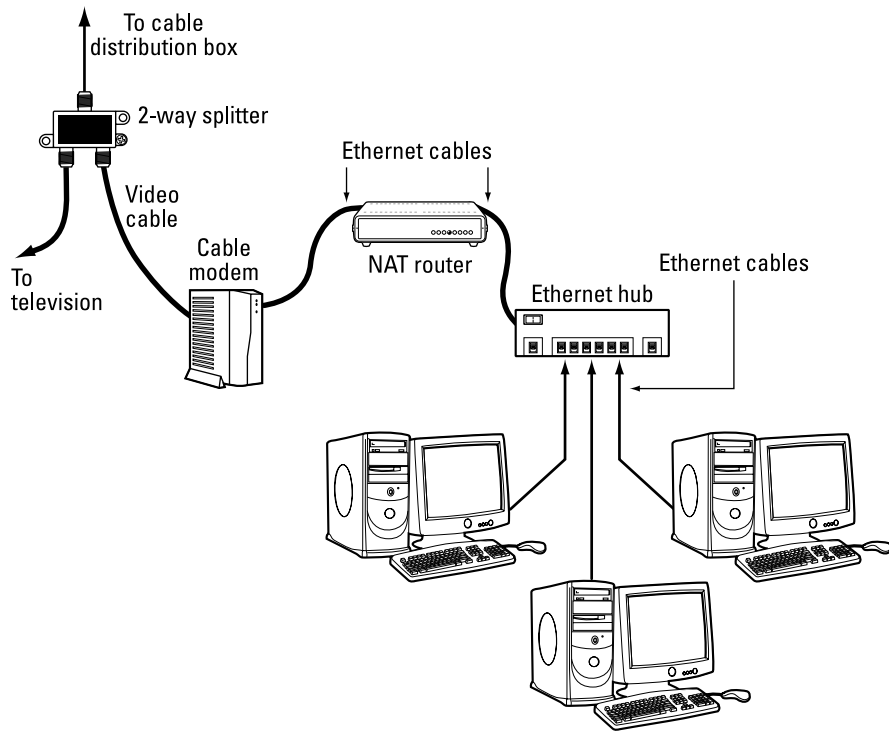 To cable
distribution box
2-way splitter
Ethernet cables
Video
cable
Cable
modem
NAT router
Ethernet cables
To
television
Ethernet hub